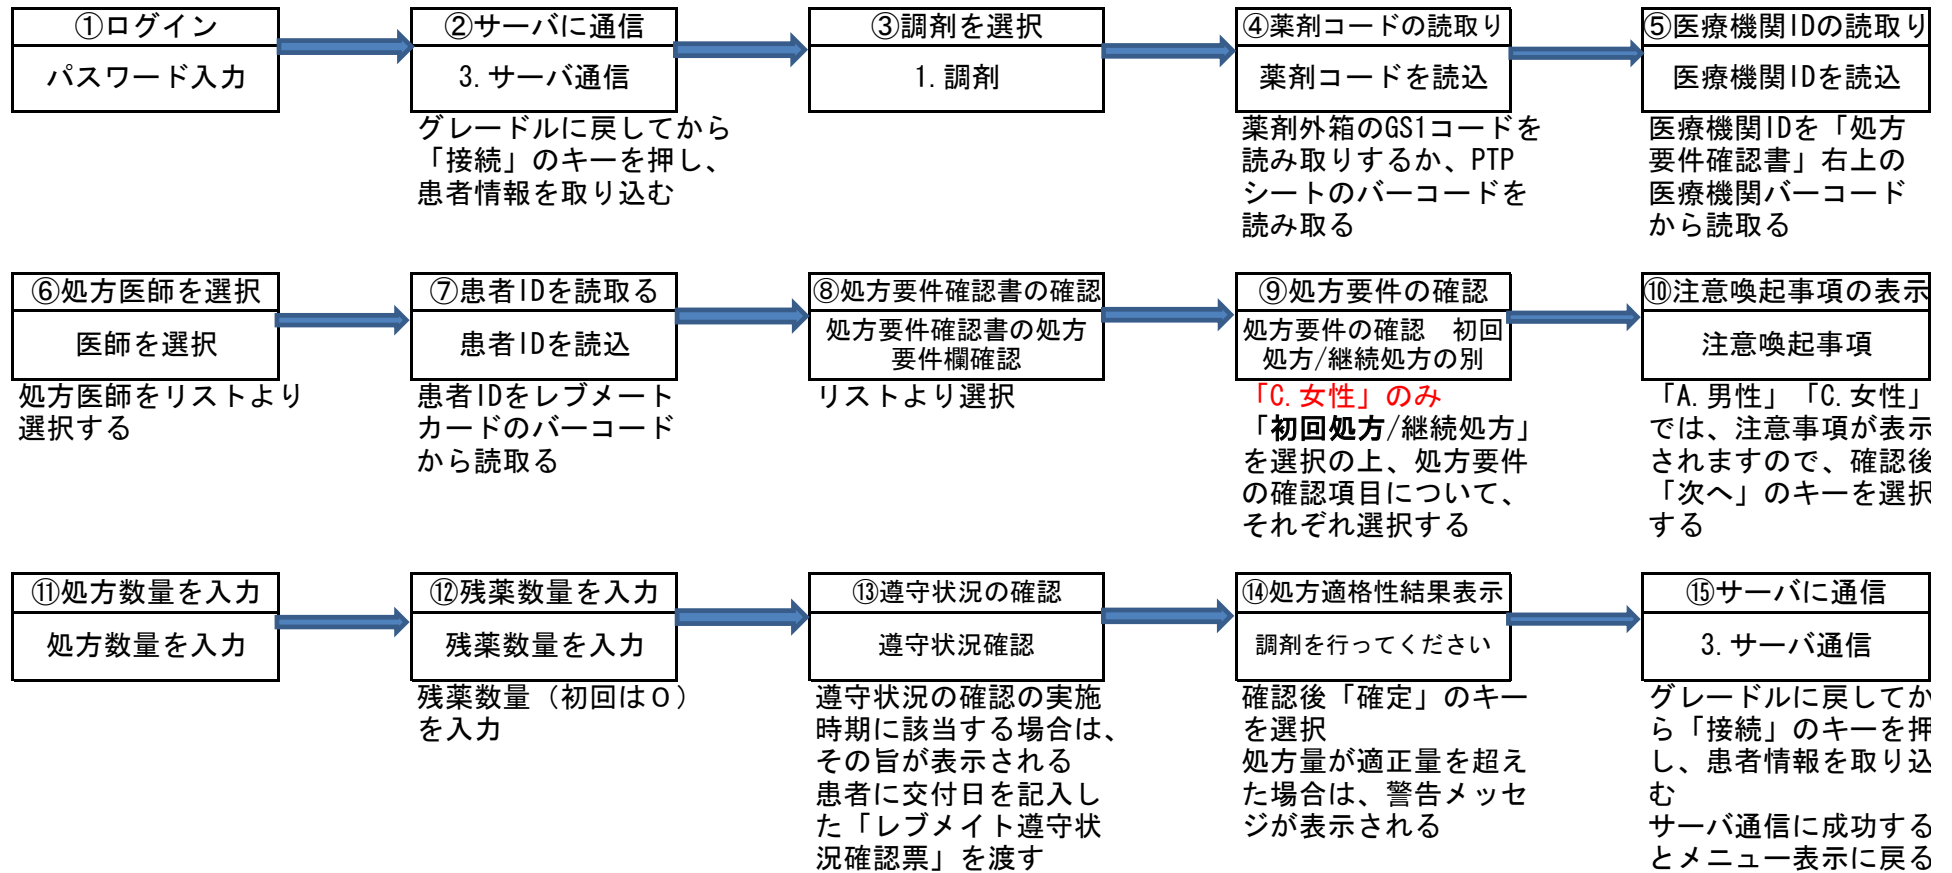 ①ログイン
パスワード入力
②サーバに通信
3.サーバ通信
グレードルに戻してから
「接続」のキーを押し、
患者情報を取り込む
③調剤を選択
1.調剤
④薬剤コードの読取り
薬剤コードを読込
薬剤外箱のGS1コードを
読み取りするか、PTP
シートのバーコードを
読み取る
⑤医療機関IDの読取り
医療機関IDを読込
医療機関IDを「処方
要件確認書」右上の
医療機関バーコード
から読取る
⑥処方医師を選択
医師を選択
処方医師をリストより
選択する
⑦患者IDを読取る
患者IDを読込
患者IDをレブメート
カードのバーコード
から読取る
⑧処方要件確認書の確認
処方要件確認書の処方
要件欄確認
リストより選択
⑨処方要件の確認
処方要件の確認　初回
処方/継続処方の別
「C.女性」のみ
「初回処方/継続処方」
を選択の上、処方要件
の確認項目について、
それぞれ選択する
⑩注意喚起事項の表示
注意喚起事項
「A.男性」「C.女性」
では、注意事項が表示
されますので、確認後
「次へ」のキーを選択
する
⑪処方数量を入力
処方数量を入力
⑫残薬数量を入力
残薬数量を入力
残薬数量（初回は０）
を入力
⑬遵守状況の確認
遵守状況確認
遵守状況の確認の実施
時期に該当する場合は、
その旨が表示される
患者に交付日を記入し
た「レブメイト遵守状
況確認票」を渡す
⑭処方適格性結果表示
調剤を行ってください
確認後「確定」のキー
を選択
処方量が適正量を超え
た場合は、警告メッセ
ージが表示される
⑮サーバに通信
3.サーバ通信
グレードルに戻してか
ら「接続」のキーを押
し、患者情報を取り込
む
サーバ通信に成功する
とメニュー表示に戻る